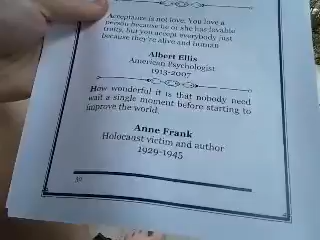 Acceptance is not love. You love a
person because he or she has lovable
traits, but you accept everybody just
because they're alive and human
Albert Ellis
American Psychologist
1913-2007
How wonderful it is that nobody need
wait a single moment before starting to
improve the world.
Anne Frank
Holocaust victim and author
1929-1945